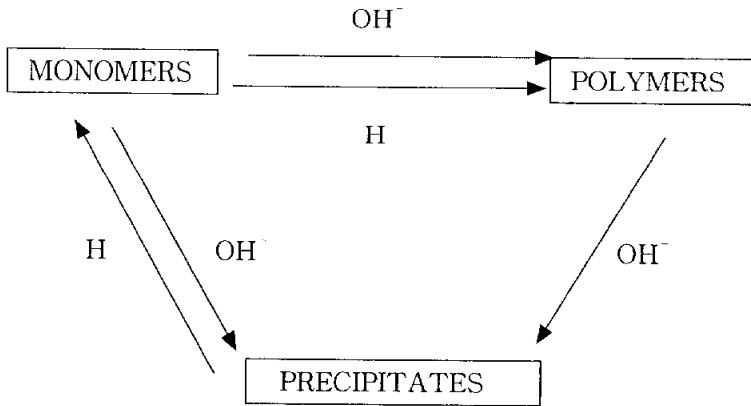 OH⁻
MONOMERS
POLYMERS
H
H
OH⁻
OH⁻
PRECIPITATES